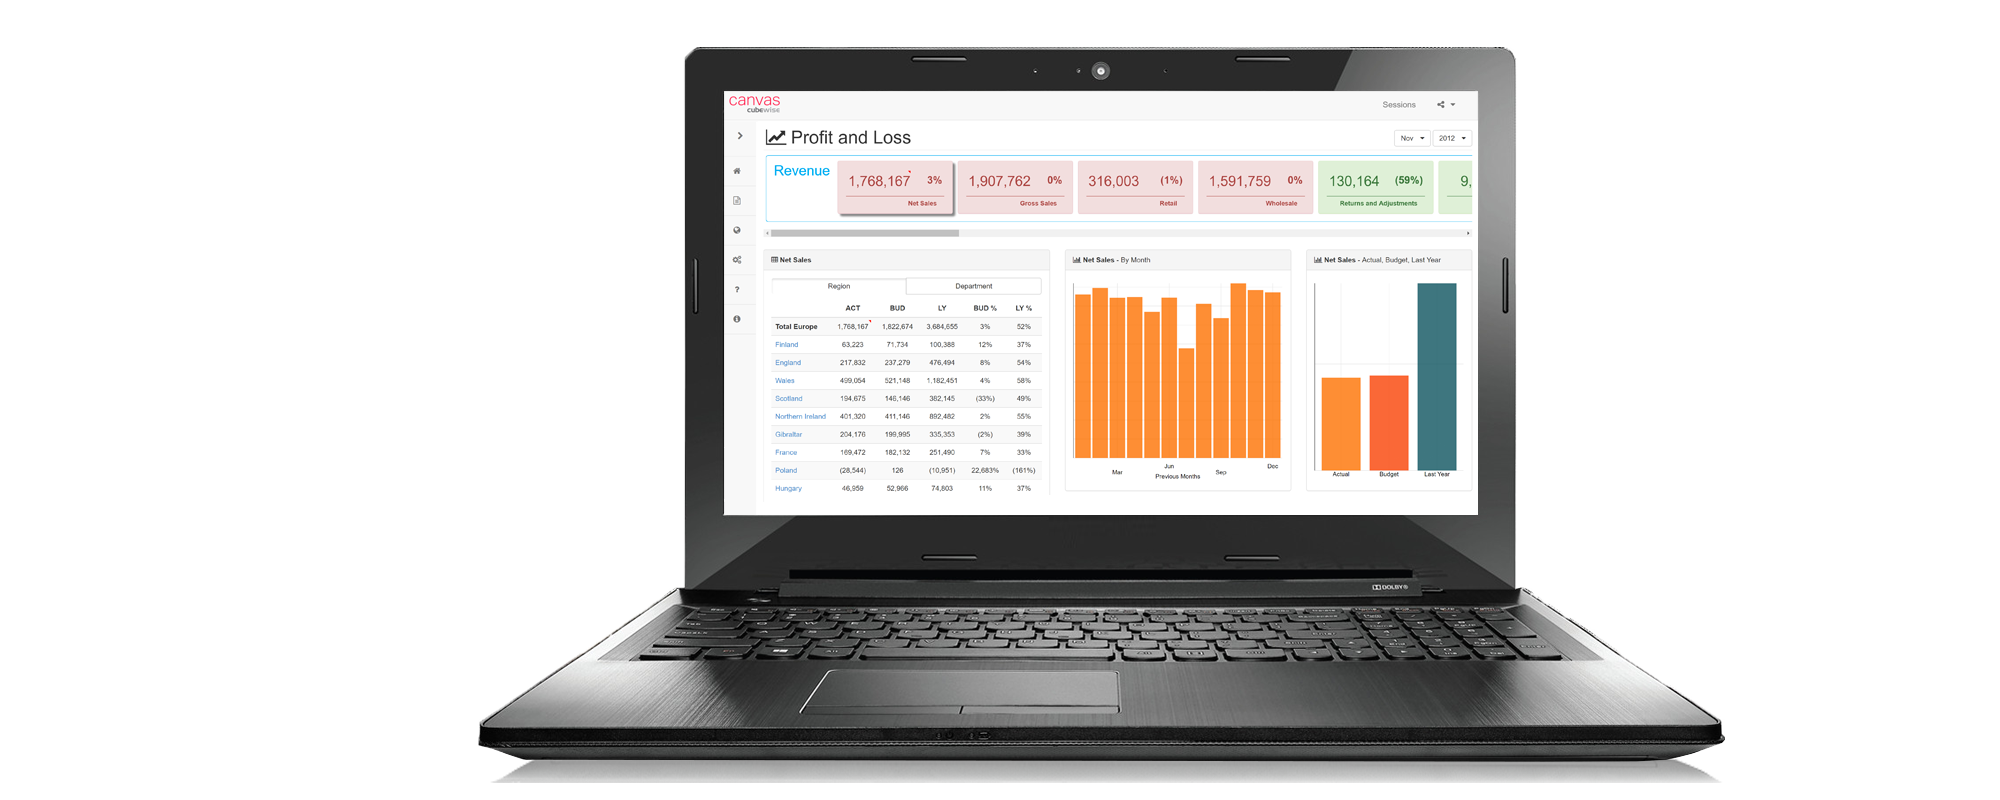 canvas
cubewise
Sessions
Profit and Loss
Nov
2012
Revenue
1,768,167 3%
Net Sales
1,907,762 0%
Gross Sales
316,003 (1%)
Retail
1,591,759 0%
Wholesale
130,164 (59%)
Returns and Adjustments
9,
Net Sales
Region Department
ACT BUD LY BUD % LY %
Total Europe 1,768,167 1,822,674 3,684,655 3% 52%
Finland 63,223 71,734 100,388 12% 37%
England 217,832 237,279 476,494 8% 54%
Wales 499,054 521,148 1,182,451 4% 58%
Scotland 194,675 146,146 382,145 (33%) 49%
Northern Ireland 401,320 411,146 892,482 2% 55%
Gibraltar 204,176 199,995 335,353 (2%) 39%
France 169,472 182,132 251,490 7% 33%
Poland (28,544) 126 (10,951) 22,683% (161%)
Hungary 46,959 52,966 74,803 11% 37%
Net Sales - By Month
Mar Jun Sep Dec
Previous Months
Net Sales - Actual, Budget, Last Year
Actual Budget Last Year
DOLBY